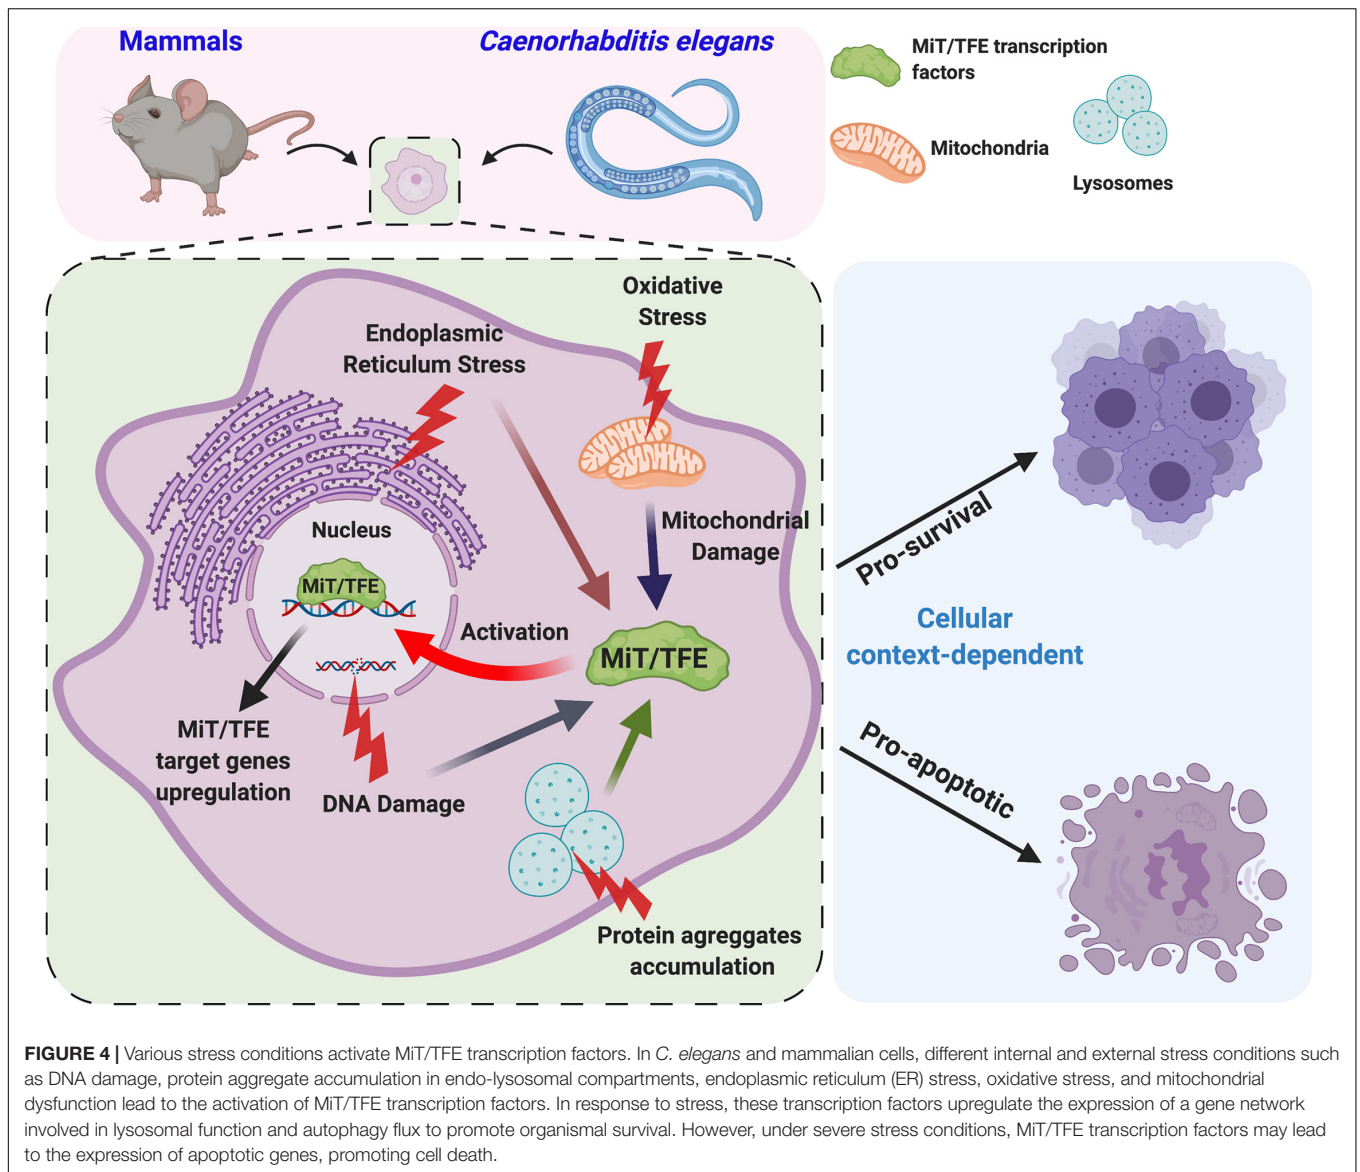 Mammals
Caenorhabditis elegans
MiT/TFE transcription
factors
Mitochondria
Lysosomes
Oxidative
Stress
Endoplasmic
Reticulum Stress
Mitochondrial
Damage
Nucleus
MiT/TFE
Activation
MiT/TFE
MiT/TFE
target genes
upregulation
DNA Damage
Protein agreggates
accumulation
Pro-survival
Cellular
context-dependent
Pro-apoptotic
FIGURE 4 | Various stress conditions activate MiT/TFE transcription factors. In C. elegans and mammalian cells, different internal and external stress conditions such
as DNA damage, protein aggregate accumulation in endo-lysosomal compartments, endoplasmic reticulum (ER) stress, oxidative stress, and mitochondrial
dysfunction lead to the activation of MiT/TFE transcription factors. In response to stress, these transcription factors upregulate the expression of a gene network
involved in lysosomal function and autophagy flux to promote organismal survival. However, under severe stress conditions, MiT/TFE transcription factors may lead
to the expression of apoptotic genes, promoting cell death.